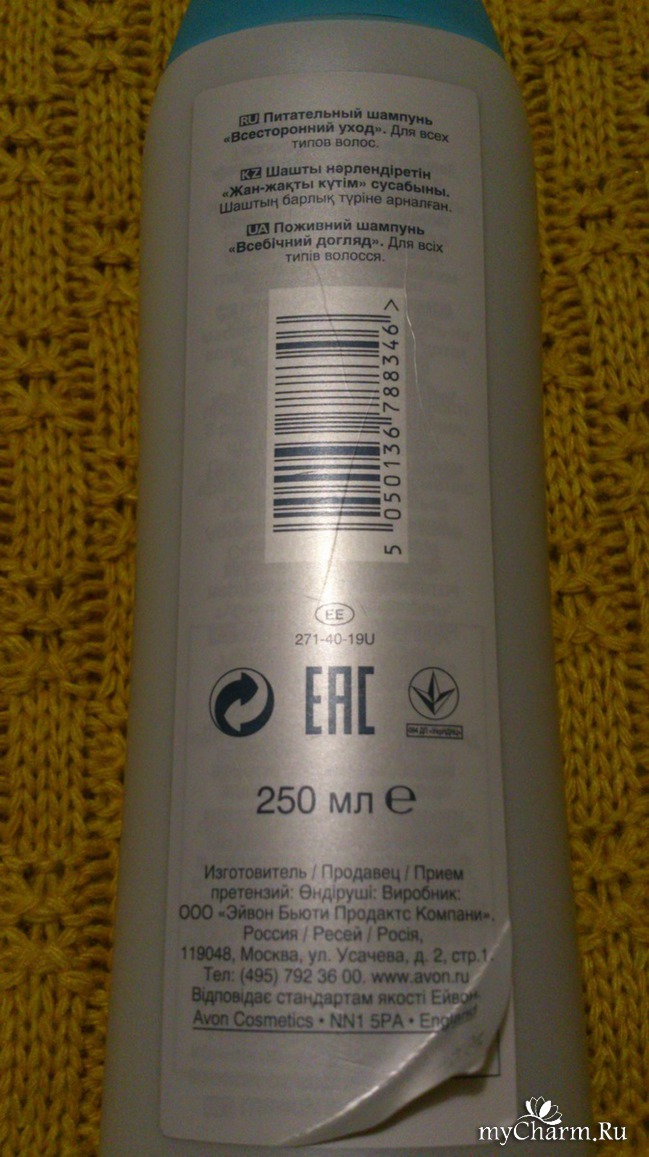 RU Питательный шампунь
«Всесторонний уход». Для всех
типов волос.
KZ Шашты нәрлендіретін
«Жан-жақты күтім» сусабыны.
Шаштың барлық түріне арналған.
UA Поживний шампунь
«Всебічний догляд». Для всіх
типів волосся.
5 050136 788346 >
EE
271-40-19U
EAC
250 мл e
Изготовитель / Продавец / Прием
претензий: Өндіруші: Виробник:
ООО «Эйвон Бьюти Продактс Компани».
Россия / Ресей / Росія,
119048, Москва, ул. Усачева, д. 2, стр.1.
Тел: (495) 792 36 00. www.avon.ru
Відповідає стандартам якості Ейвон
Avon Cosmetics • NN1 5PA • England
myCharm.Ru